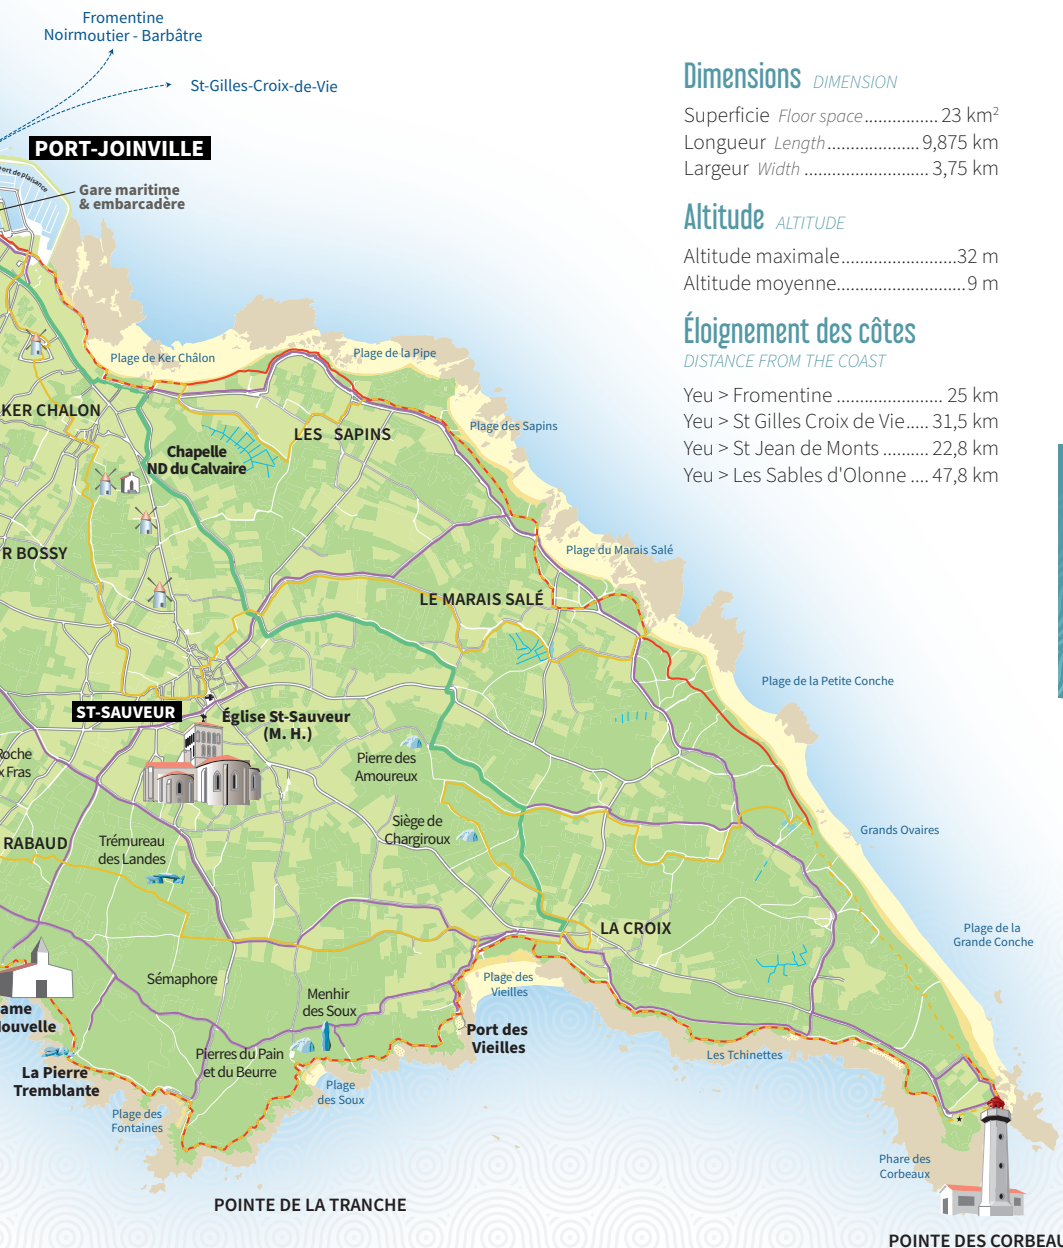 Fromentine
Noirmoutier - Barbâtre
St-Gilles-Croix-de-Vie
PORT-JOINVILLE
Port de Plaisance
Gare maritime
& embarcadère
Dimensions DIMENSION
Superficie Floor space............... 23 km²
Longueur Length................... 9,875 km
Largeur Width .......................... 3,75 km
Altitude ALTITUDE
Altitude maximale........................32 m
Altitude moyenne...........................9 m
Éloignement des côtes
DISTANCE FROM THE COAST
Yeu > Fromentine ...................... 25 km
Yeu > St Gilles Croix de Vie..... 31,5 km
Yeu > St Jean de Monts .......... 22,8 km
Yeu > Les Sables d'Olonne .... 47,8 km
Plage de Ker Châlon
Plage de la Pipe
KER CHALON
LES SAPINS
Plage des Sapins
Chapelle
ND du Calvaire
R BOSSY
Plage du Marais Salé
LE MARAIS SALÉ
Plage de la Petite Conche
ST-SAUVEUR
Église St-Sauveur
(M. H.)
Roche
x Fras
Pierre des
Amoureux
Siège de
Chargiroux
Grands Ovaires
RABAUD
Trémureau
des Landes
LA CROIX
Plage de la
Grande Conche
Sémaphore
Plage des
Vieilles
Menhir
des Soux
ame
Nouvelle
Port des
Vieilles
Pierres du Pain
et du Beurre
Les Tchinettes
La Pierre
Tremblante
Plage
des Soux
Plage des
Fontaines
Phare des
Corbeaux
POINTE DE LA TRANCHE
POINTE DES CORBEAU